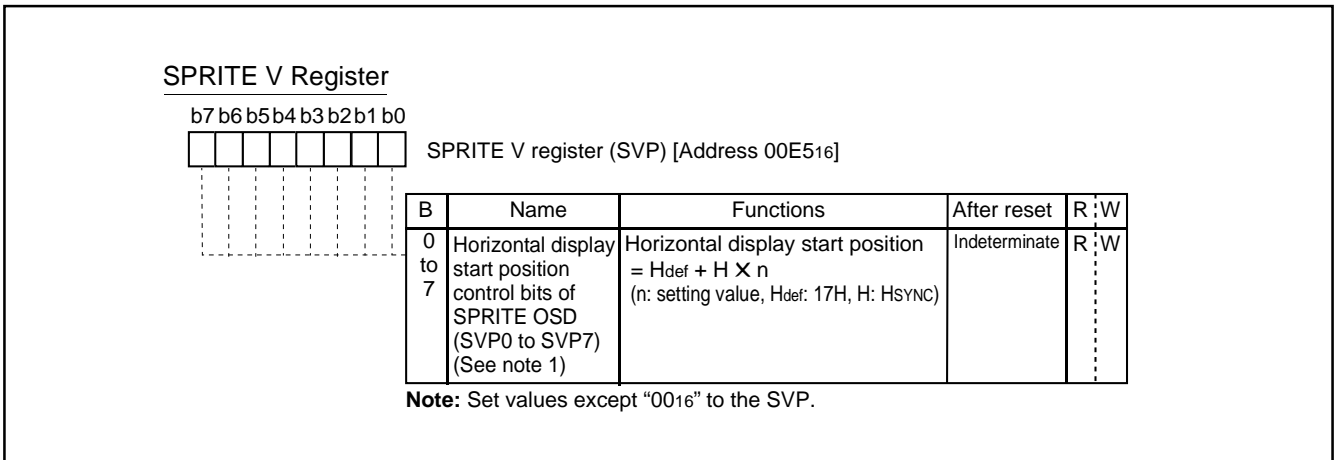 SPRITE V Register
b7 b6 b5 b4 b3 b2 b1 b0
SPRITE V register (SVP) [Address 00E516]
B Name Functions After reset R W
0 to 7
Horizontal display
start position
control bits of
SPRITE OSD
(SVP0 to SVP7)
(See note 1)
Horizontal display start position
= Hdef + H × n
(n: setting value, Hdef: 17H, H: HSYNC)
Indeterminate R W
Note: Set values except “0016” to the SVP.